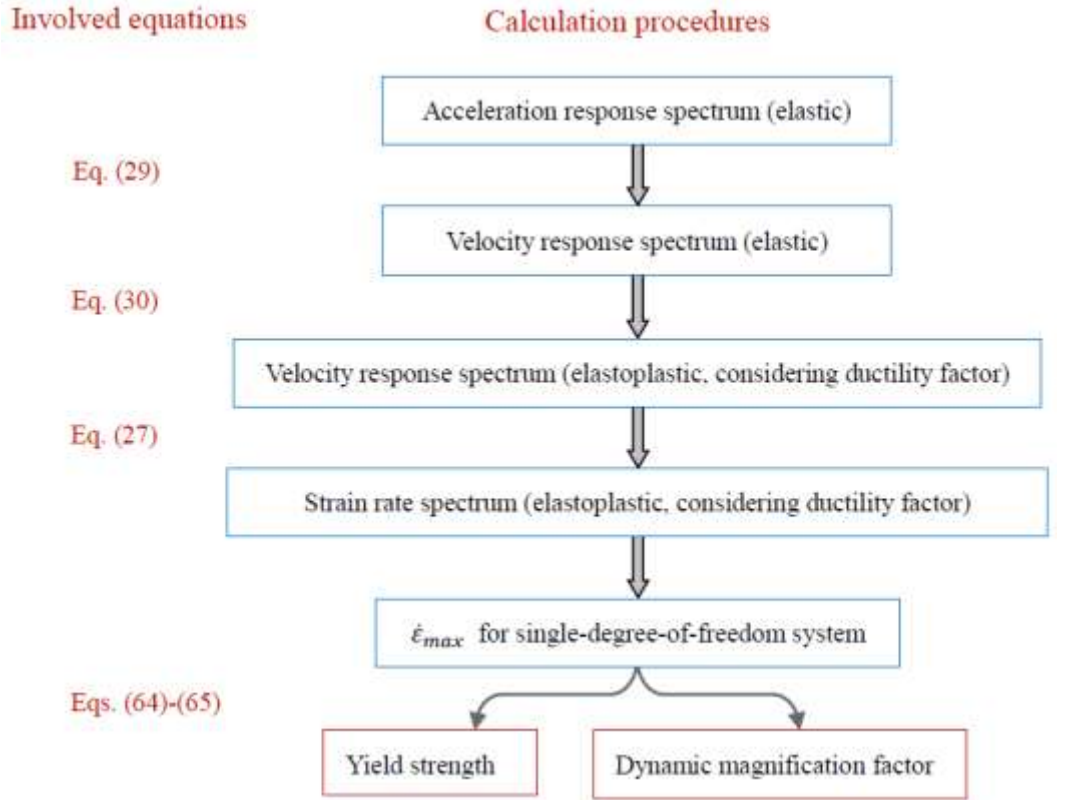 Involved equations
Calculation procedures
Acceleration response spectrum (elastic)
Eq. (29)
Velocity response spectrum (elastic)
Eq. (30)
Velocity response spectrum (elastoplastic, considering ductility factor)
Eq. (27)
Strain rate spectrum (elastoplastic, considering ductility factor)
ε̇max for single-degree-of-freedom system
Eqs. (64)-(65)
Yield strength
Dynamic magnification factor